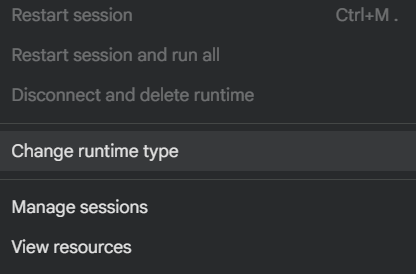 Restart session Ctrl+M .
Restart session and run all
Disconnect and delete runtime
Change runtime type
Manage sessions
View resources